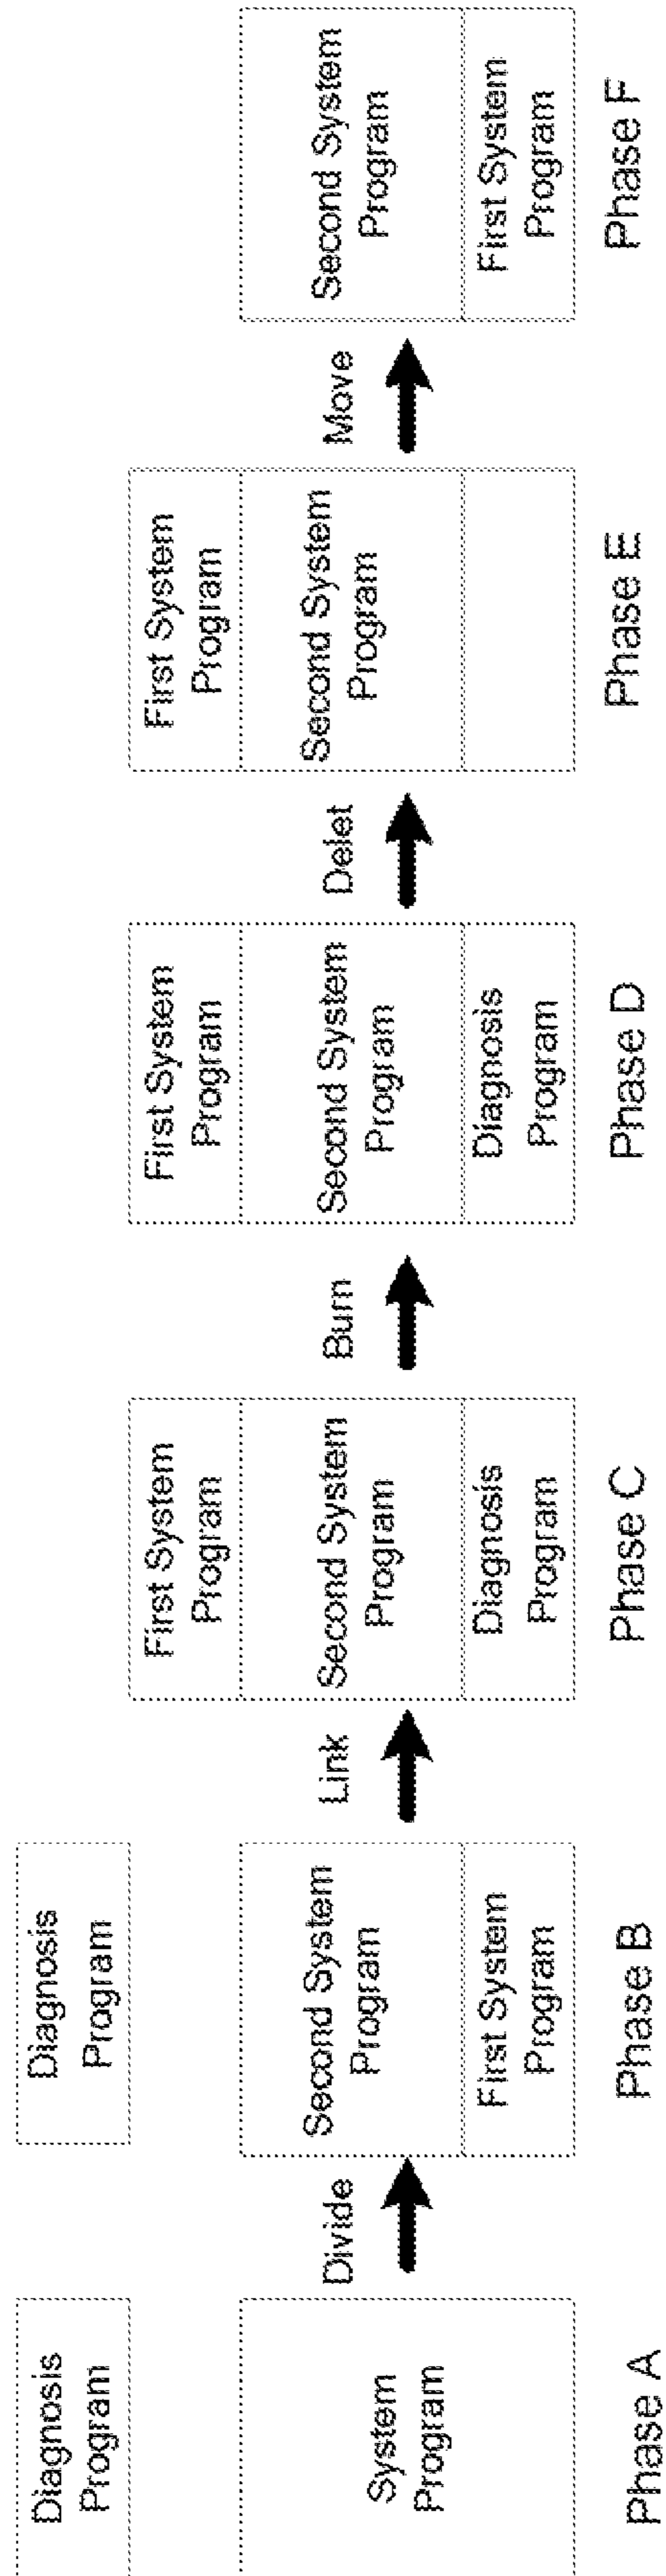 Diagnosis
Program
System
Program
Phase A
Divide
Diagnosis
Program
Second System
Program
First System
Program
Phase B
Link
First System
Program
Second System
Program
Diagnosis
Program
Phase C
Burn
First System
Program
Second System
Program
Diagnosis
Program
Phase D
Delet
First System
Program
Second System
Program
Phase E
Move
Second System
Program
First System
Program
Phase F